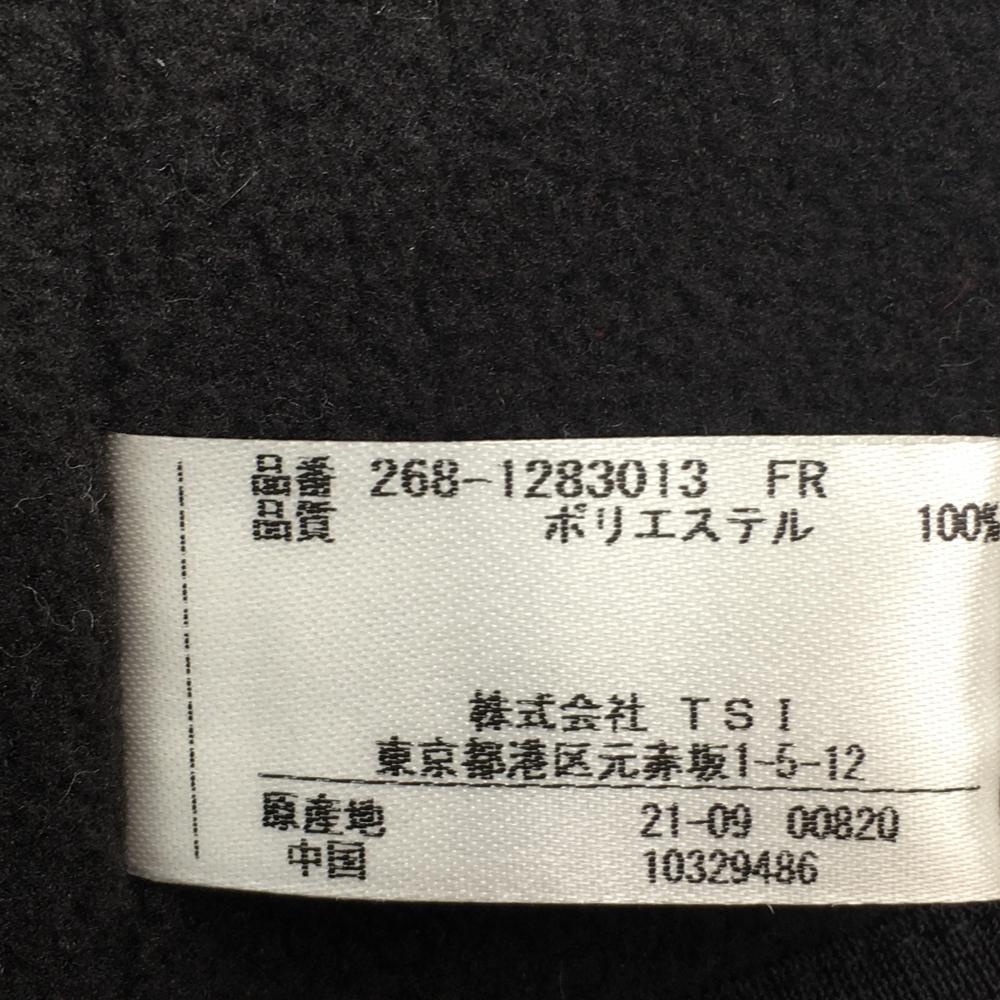 品番 268-1283013 FR
品質 ポリエステル 100%
株式会社 TSI
東京都港区元赤坂1-5-12
原産地 21-09 00820
中国 10329486